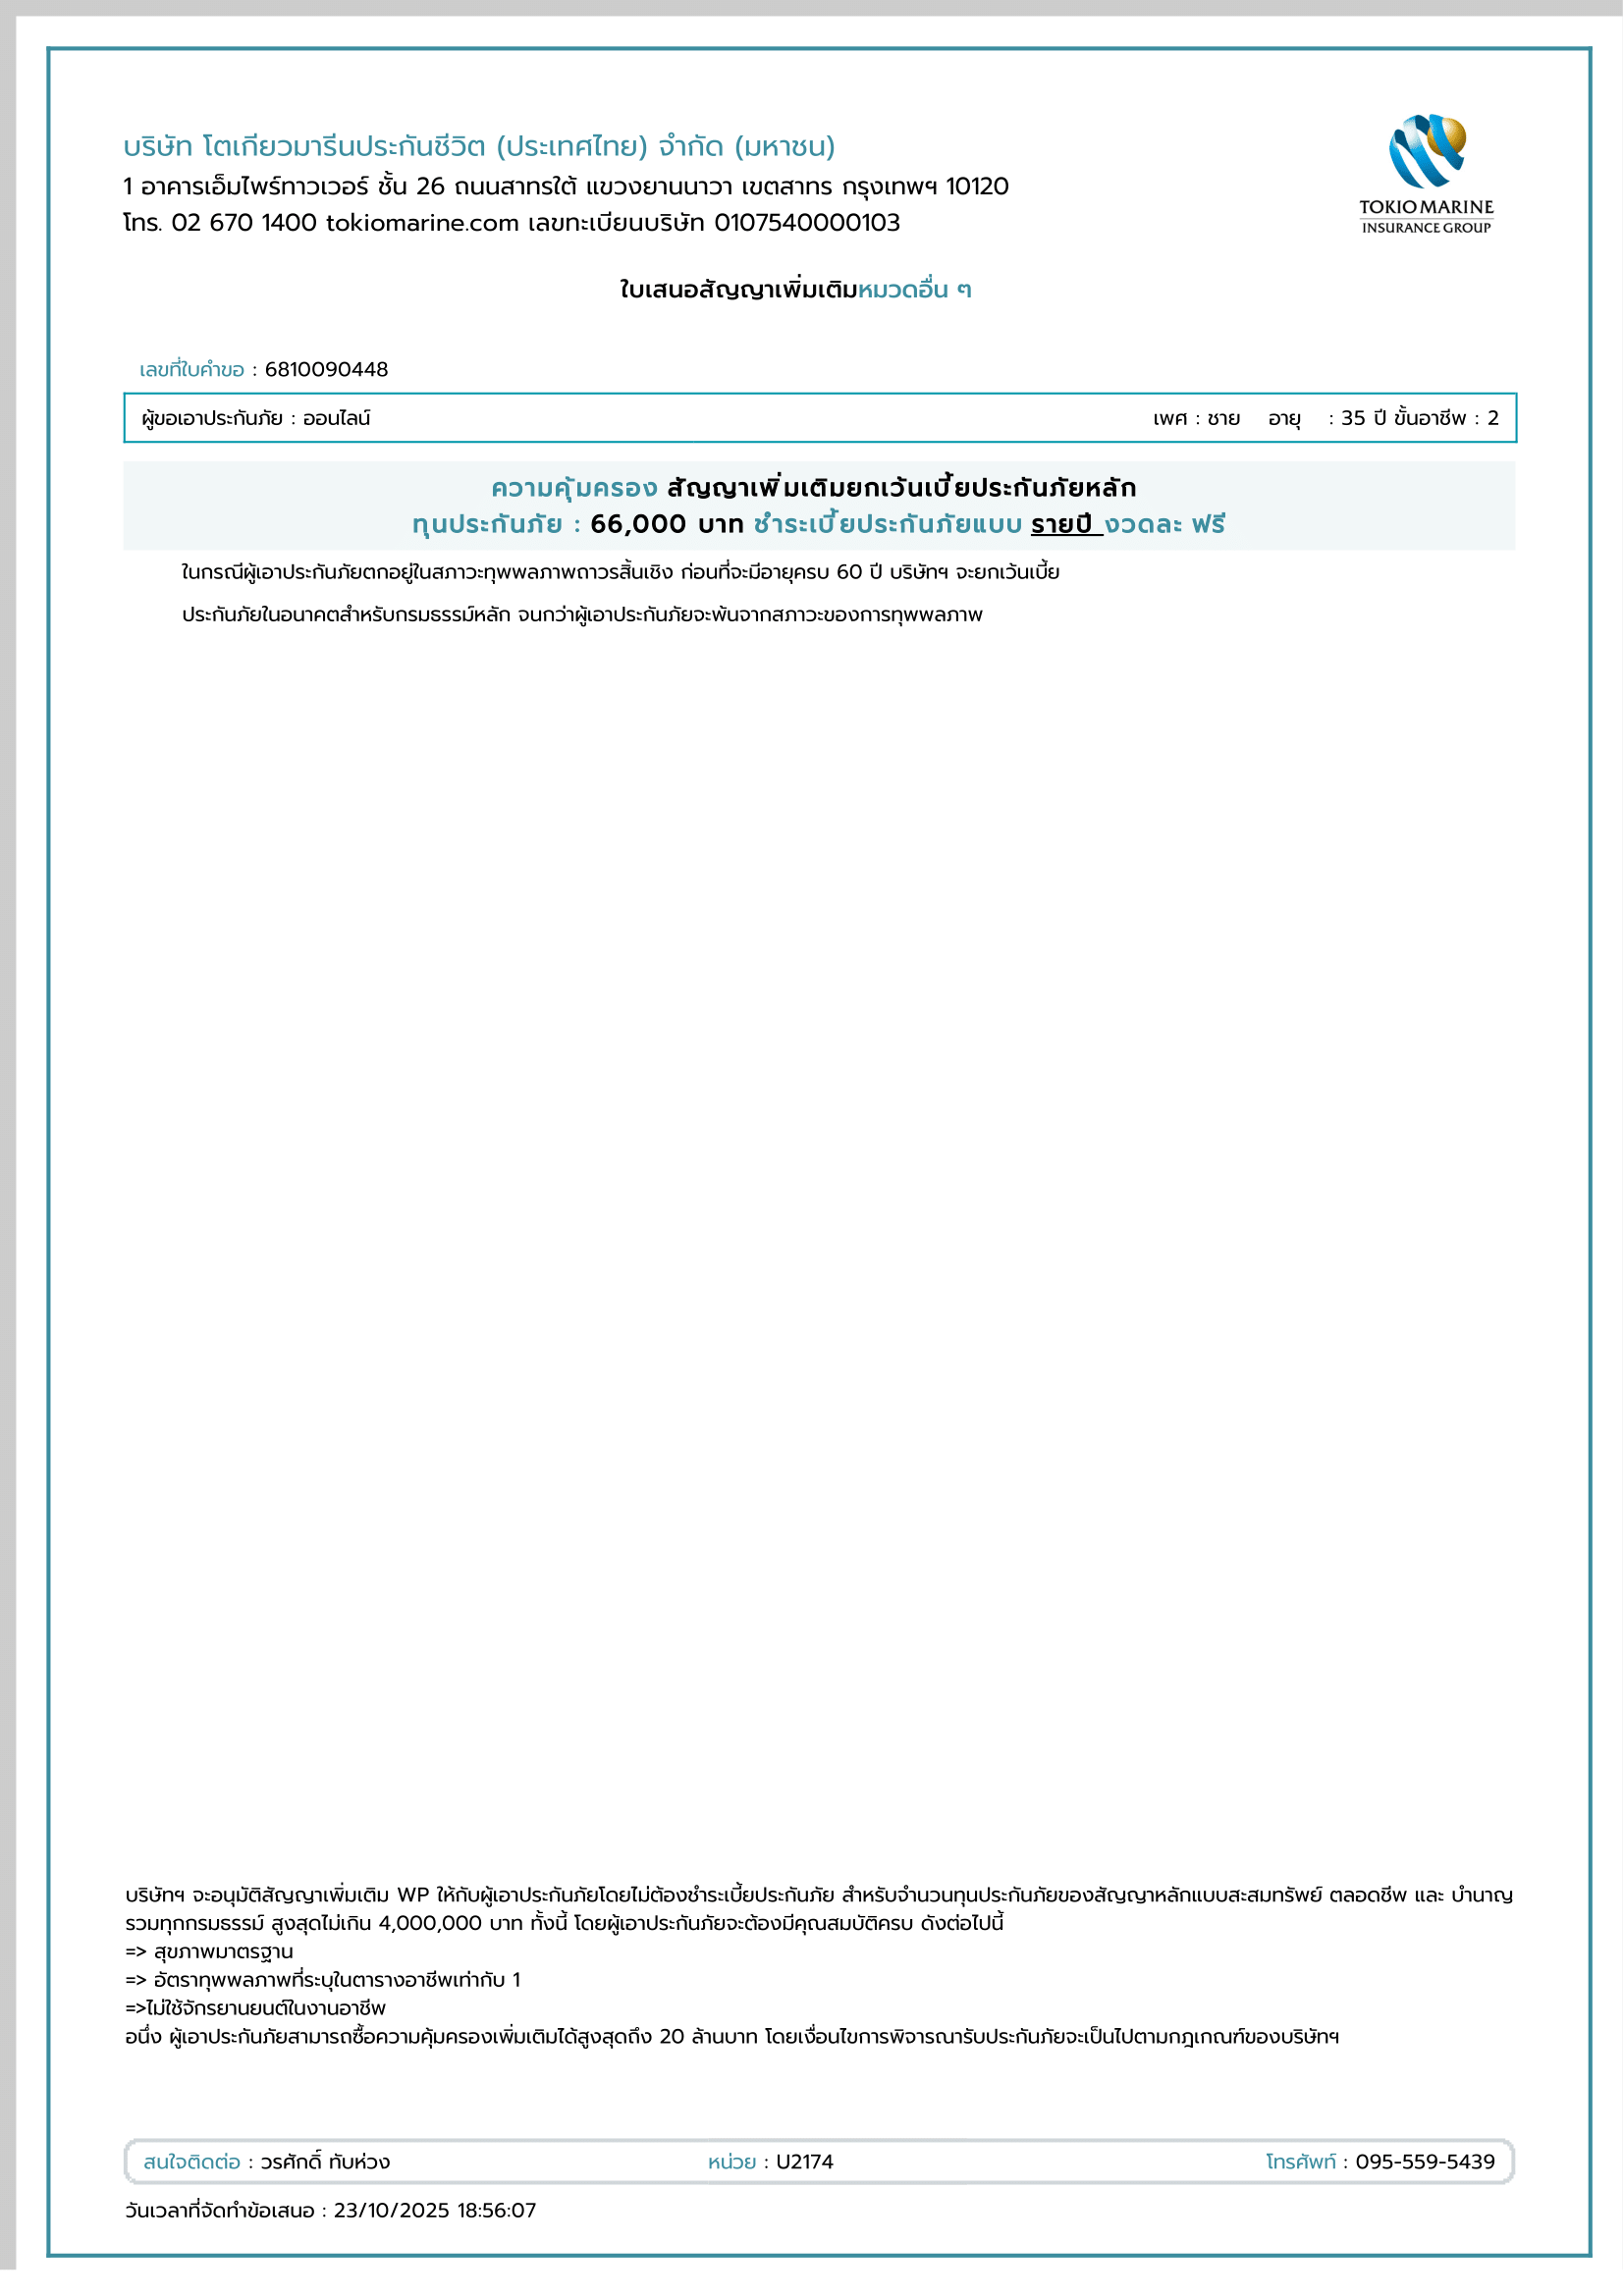 บริษัท โตเกียวมารีนประกันชีวิต (ประเทศไทย) จำกัด (มหาชน)
1 อาคารเอ็มไพร์ทาวเวอร์ ชั้น 26 ถนนสาทรใต้ แขวงยานนาวา เขตสาทร กรุงเทพฯ 10120
โทร. 02 670 1400 tokiomarine.com เลขทะเบียนบริษัท 0107540000103
TOKIO MARINE
INSURANCE GROUP
ใบเสนอสัญญาเพิ่มเติมหมวดอื่น ๆ
เลขที่ใบคำขอ : 6810090448
ผู้ขอเอาประกันภัย : ออนไลน์ เพศ : ชาย อายุ : 35 ปี ขั้นอาชีพ : 2
ความคุ้มครอง สัญญาเพิ่มเติมยกเว้นเบี้ยประกันภัยหลัก
ทุนประกันภัย : 66,000 บาท ชำระเบี้ยประกันภัยแบบ รายปี งวดละ ฟรี
ในกรณีผู้เอาประกันภัยตกอยู่ในสภาวะทุพพลภาพถาวรสิ้นเชิง ก่อนที่จะมีอายุครบ 60 ปี บริษัทฯ จะยกเว้นเบี้ย
ประกันภัยในอนาคตสำหรับกรมธรรม์หลัก จนกว่าผู้เอาประกันภัยจะพ้นจากสภาวะของการทุพพลภาพ
บริษัทฯ จะอนุมัติสัญญาเพิ่มเติม WP ให้กับผู้เอาประกันภัยโดยไม่ต้องชำระเบี้ยประกันภัย สำหรับจำนวนทุนประกันภัยของสัญญาหลักแบบสะสมทรัพย์ ตลอดชีพ และ บำนาญ
รวมทุกกรมธรรม์ สูงสุดไม่เกิน 4,000,000 บาท ทั้งนี้ โดยผู้เอาประกันภัยจะต้องมีคุณสมบัติครบ ดังต่อไปนี้
=> สุขภาพมาตรฐาน
=> อัตราทุพพลภาพที่ระบุในตารางอาชีพเท่ากับ 1
=>ไม่ใช้จักรยานยนต์ในงานอาชีพ
อนึ่ง ผู้เอาประกันภัยสามารถซื้อความคุ้มครองเพิ่มเติมได้สูงสุดถึง 20 ล้านบาท โดยเงื่อนไขการพิจารณารับประกันภัยจะเป็นไปตามกฎเกณฑ์ของบริษัทฯ
สนใจติดต่อ : วรศักดิ์ ทับห่วง หน่วย : U2174 โทรศัพท์ : 095-559-5439
วันเวลาที่จัดทำข้อเสนอ : 23/10/2025 18:56:07